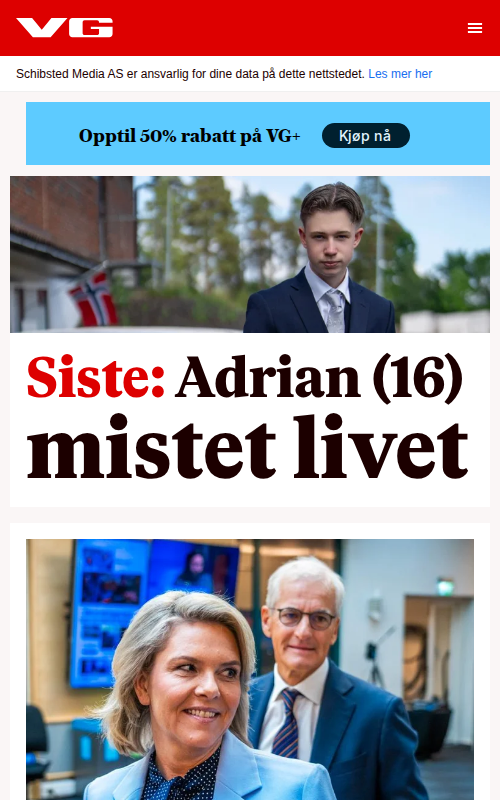 VG
Schibsted Media AS er ansvarlig for dine data på dette nettstedet. Les mer her
Opptil 50% rabatt på VG+
Kjøp nå
Siste: Adrian (16)
mistet livet